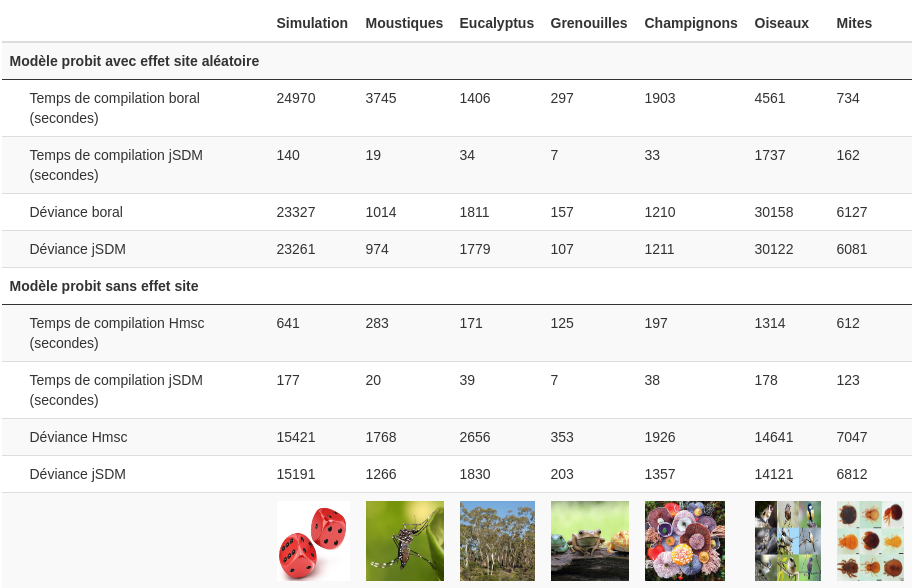 Simulation Moustiques Eucalyptus Grenouilles Champignons Oiseaux Mites
Modèle probit avec effet site aléatoire
Temps de compilation boral 24970 3745 1406 297 1903 4561 734
(secondes)
Temps de compilation jSDM 140 19 34 7 33 1737 162
(secondes)
Déviance boral 23327 1014 1811 157 1210 30158 6127
Déviance jSDM 23261 974 1779 107 1211 30122 6081
Modèle probit sans effet site
Temps de compilation Hmsc 641 283 171 125 197 1314 612
(secondes)
Temps de compilation jSDM 177 20 39 7 38 178 123
(secondes)
Déviance Hmsc 15421 1768 2656 353 1926 14641 7047
Déviance jSDM 15191 1266 1830 203 1357 14121 6812